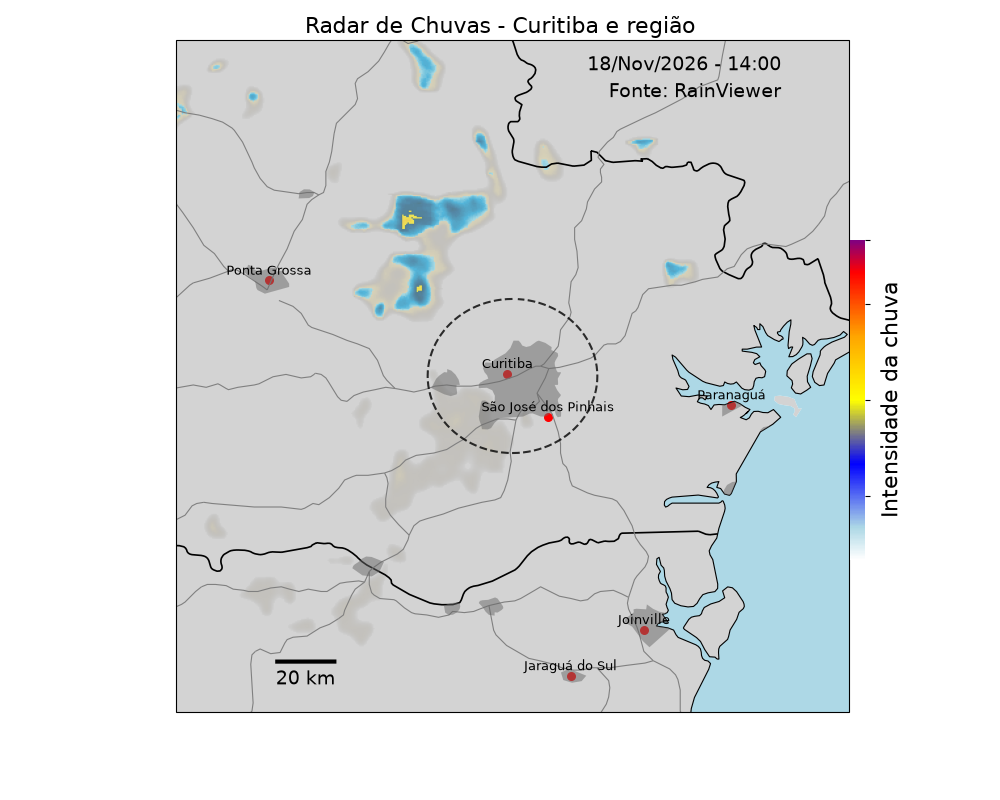 Radar de Chuvas - Curitiba e região
18/Nov/2026 - 14:00
Fonte: RainViewer
Ponta Grossa
Curitiba
São José dos Pinhais
Paranaguá
Intensidade da chuva
Joinville
Jaraguá do Sul
20 km